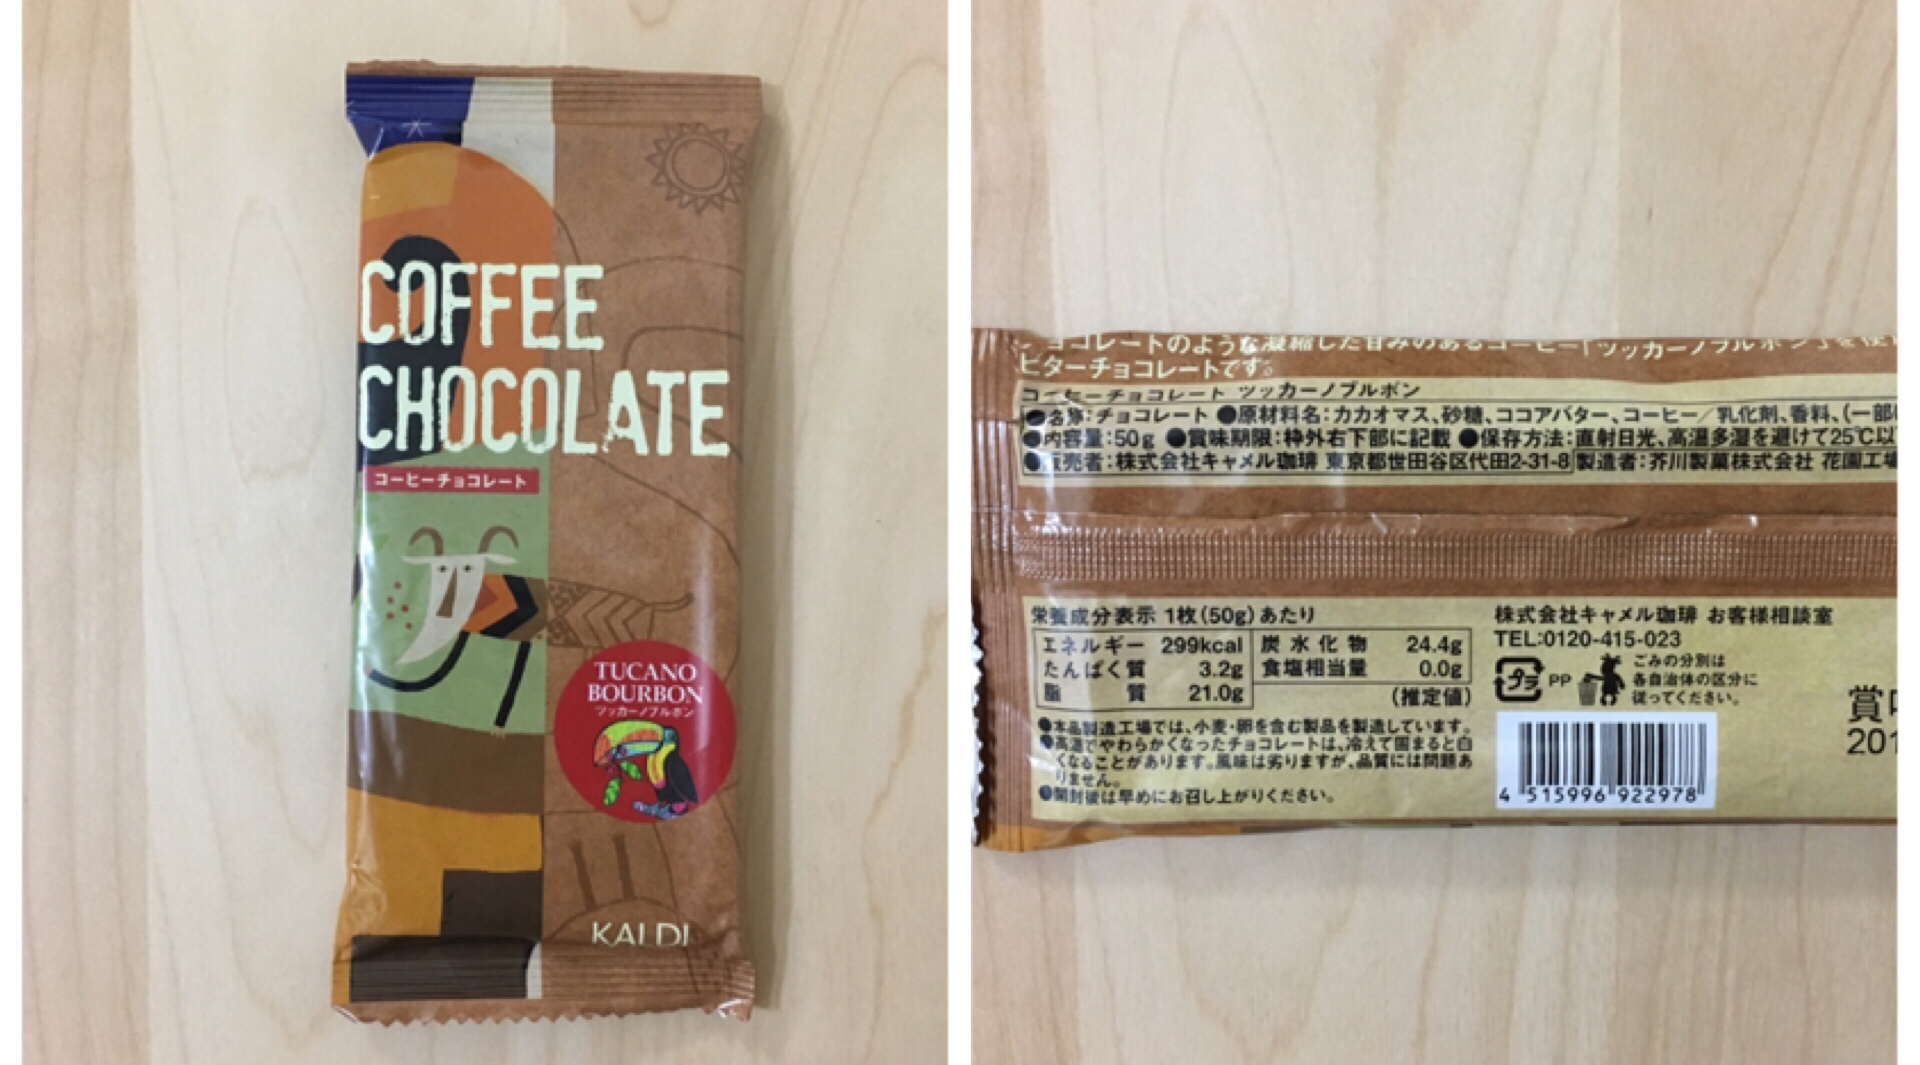 COFFEE
CHOCOLATE
コーヒーチョコレート
TUCANO
BOURBON
ツッカーノブルボン
KALDI
コレートのような凝縮した甘みのあるコーヒー「ツッカーノブルボン」を使
ビターチョコレートです。
コーヒーチョコレート ツッカーノブルボン
●名称:チョコレート ●原材料名:カカオマス、砂糖、ココアバター、コーヒー/乳化剤、香料、(一部
●内容量:50g ●賞味期限:枠外右下部に記載 ●保存方法:直射日光、高温多湿を避けて25℃以
●販売者:株式会社キャメル珈琲 東京都世田谷区代田2-31-8 製造者:芥川製菓株式会社 花園工場
栄養成分表示 1枚(50g)あたり
エネルギー 299kcal 炭水化物 24.4g
たんぱく質 3.2g 食塩相当量 0.0g
脂質 21.0g (推定値)
●本品製造工場では、小麦・卵を含む製品を製造しています。
●高温でやわらかくなったチョコレートは、冷えて固まると白
くなることがあります。風味は劣りますが、品質には問題あ
りません。
●開封後は早めにお召し上がりください。
株式会社キャメル珈琲 お客様相談室
TEL:0120-415-023
プラ PP
ごみの分別は
各自治体の区分に
従ってください。
4 515996 922978
賞
201